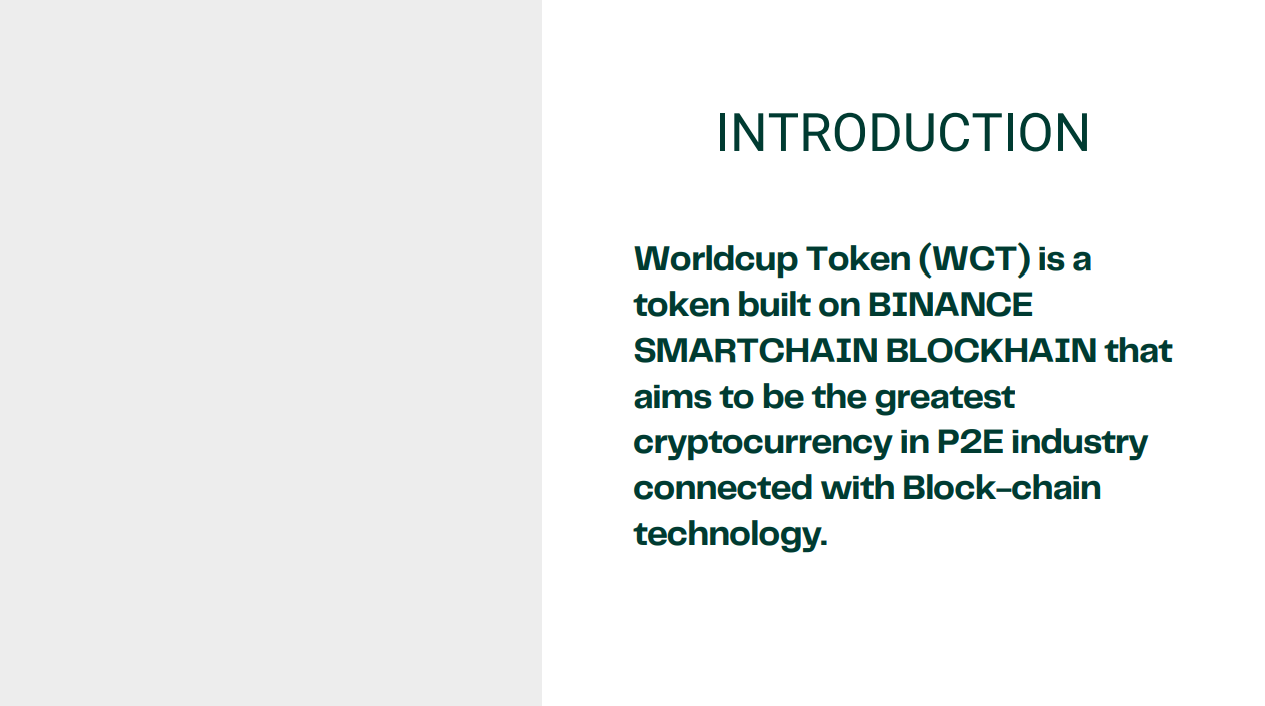 INTRODUCTION
Worldcup Token (WCT) is a
token built on BINANCE
SMARTCHAIN BLOCKHAIN that
aims to be the greatest
cryptocurrency in P2E industry
connected with Block-chain
technology.